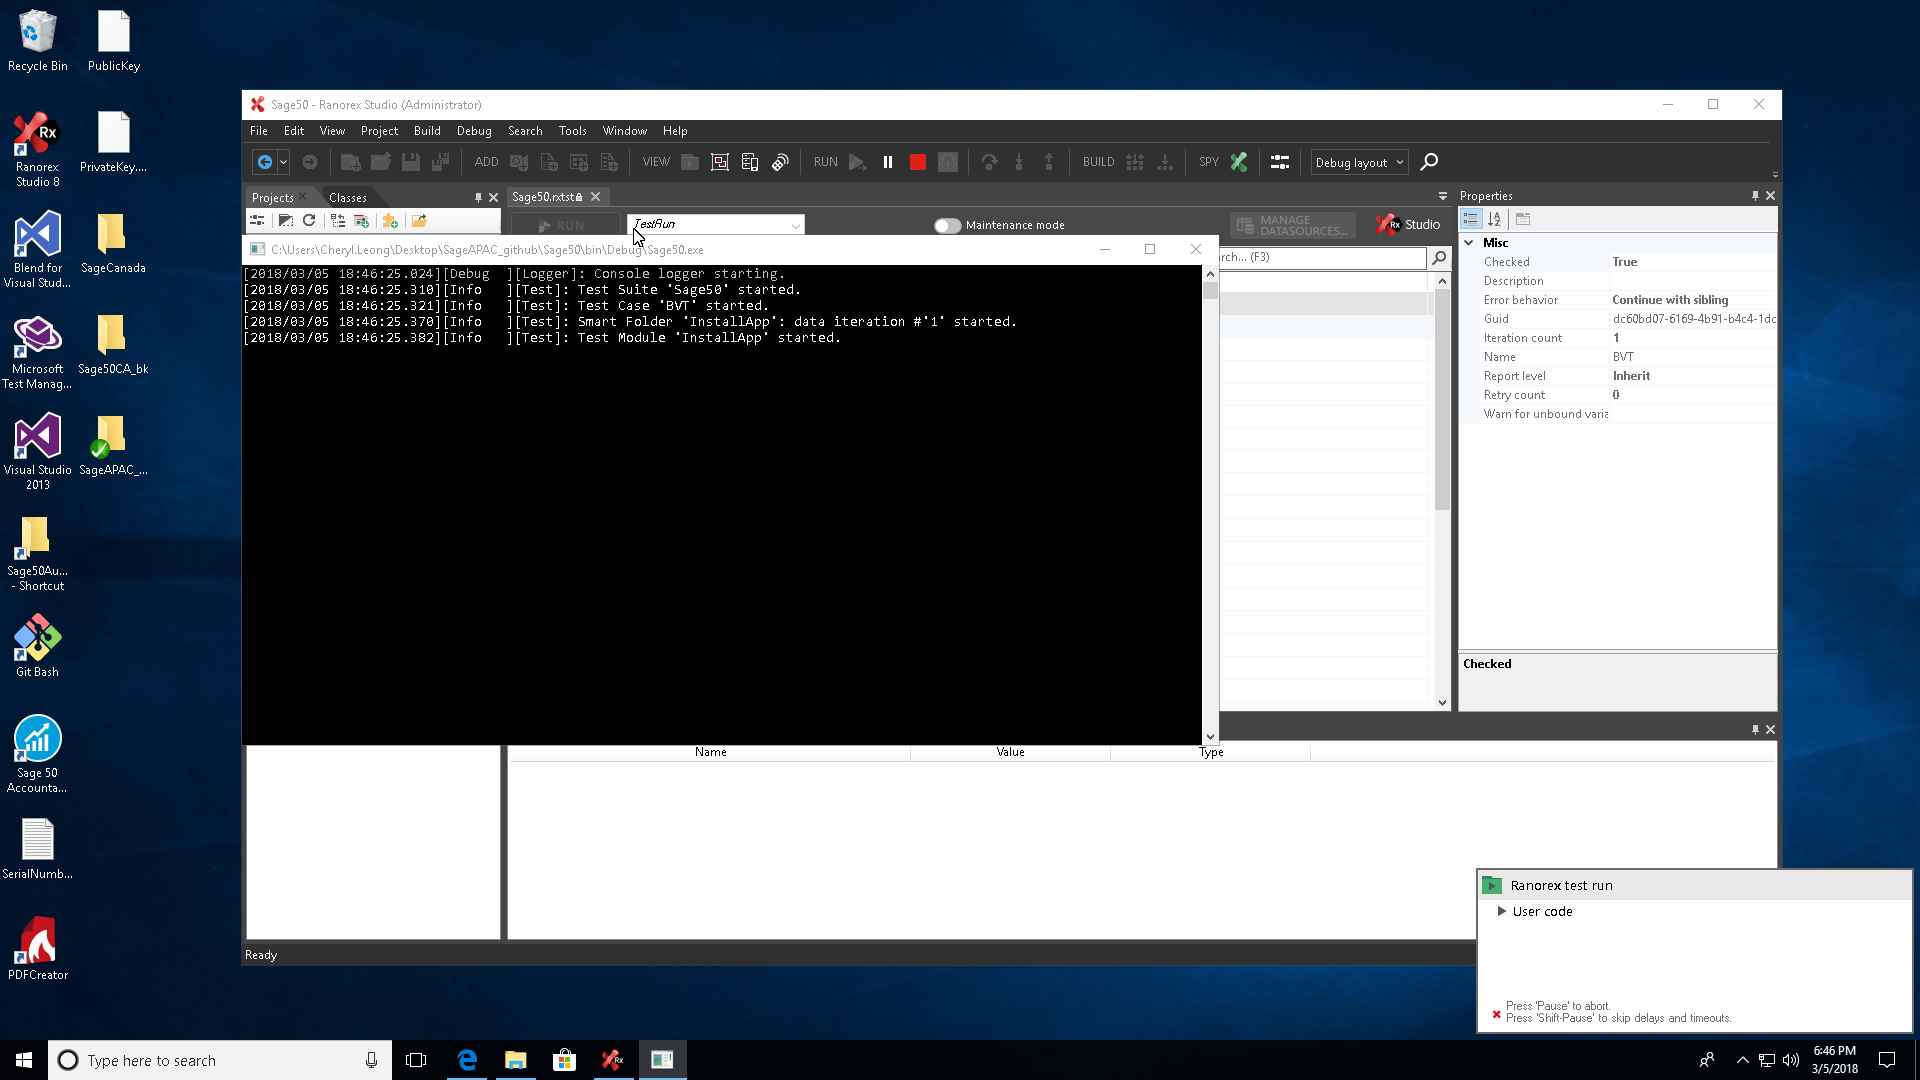 Recycle Bin
PublicKey
Ranorex
Studio 8
PrivateKey....
Blend for
Visual Stud...
SageCanada
Microsoft
Test Manag...
Sage50CA_bk
Visual Studio
2013
SageAPAC_...
Sage50Au...
- Shortcut
Git Bash
Sage 50
Accounta...
SerialNumb...
PDFCreator
Sage50 - Ranorex Studio (Administrator)
File Edit View Project Build Debug Search Tools Window Help
ADD VIEW RUN BUILD SPY Debug layout
Projects Classes Sage50.rxtst
RUN TestRun Maintenance mode MANAGE
DATASOURCES... Rx Studio
C:\Users\Cheryl.Leong\Desktop\SageAPAC_github\Sage50\bin\Debug\Sage50.exe
rch... (F3)
[2018/03/05 18:46:25.024][Debug  ][Logger]: Console logger starting.
[2018/03/05 18:46:25.310][Info   ][Test]: Test Suite 'Sage50' started.
[2018/03/05 18:46:25.321][Info   ][Test]: Test Case 'BVT' started.
[2018/03/05 18:46:25.370][Info   ][Test]: Smart Folder 'InstallApp': data iteration #'1' started.
[2018/03/05 18:46:25.382][Info   ][Test]: Test Module 'InstallApp' started.
Properties
Misc
Checked True
Description
Error behavior Continue with sibling
Guid dc60bd07-6169-4b91-b4c4-1dc
Iteration count 1
Name BVT
Report level Inherit
Retry count 0
Warn for unbound varia
Checked
Name Value Type
Ready
Ranorex test run
User code
Press 'Pause' to abort.
Press 'Shift-Pause' to skip delays and timeouts.
Type here to search
6:46 PM
3/5/2018